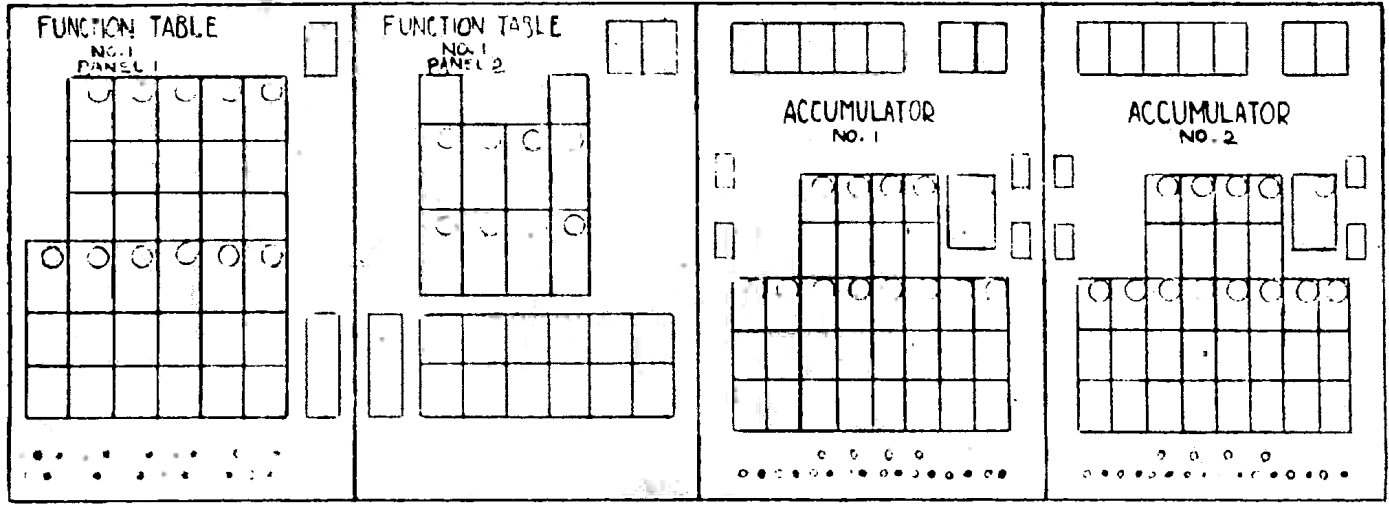 FUNCTION TABLE
NO. 1
PANEL 1
FUNCTION TABLE
NO. 1
PANEL 2
ACCUMULATOR
NO. 1
ACCUMULATOR
NO. 2